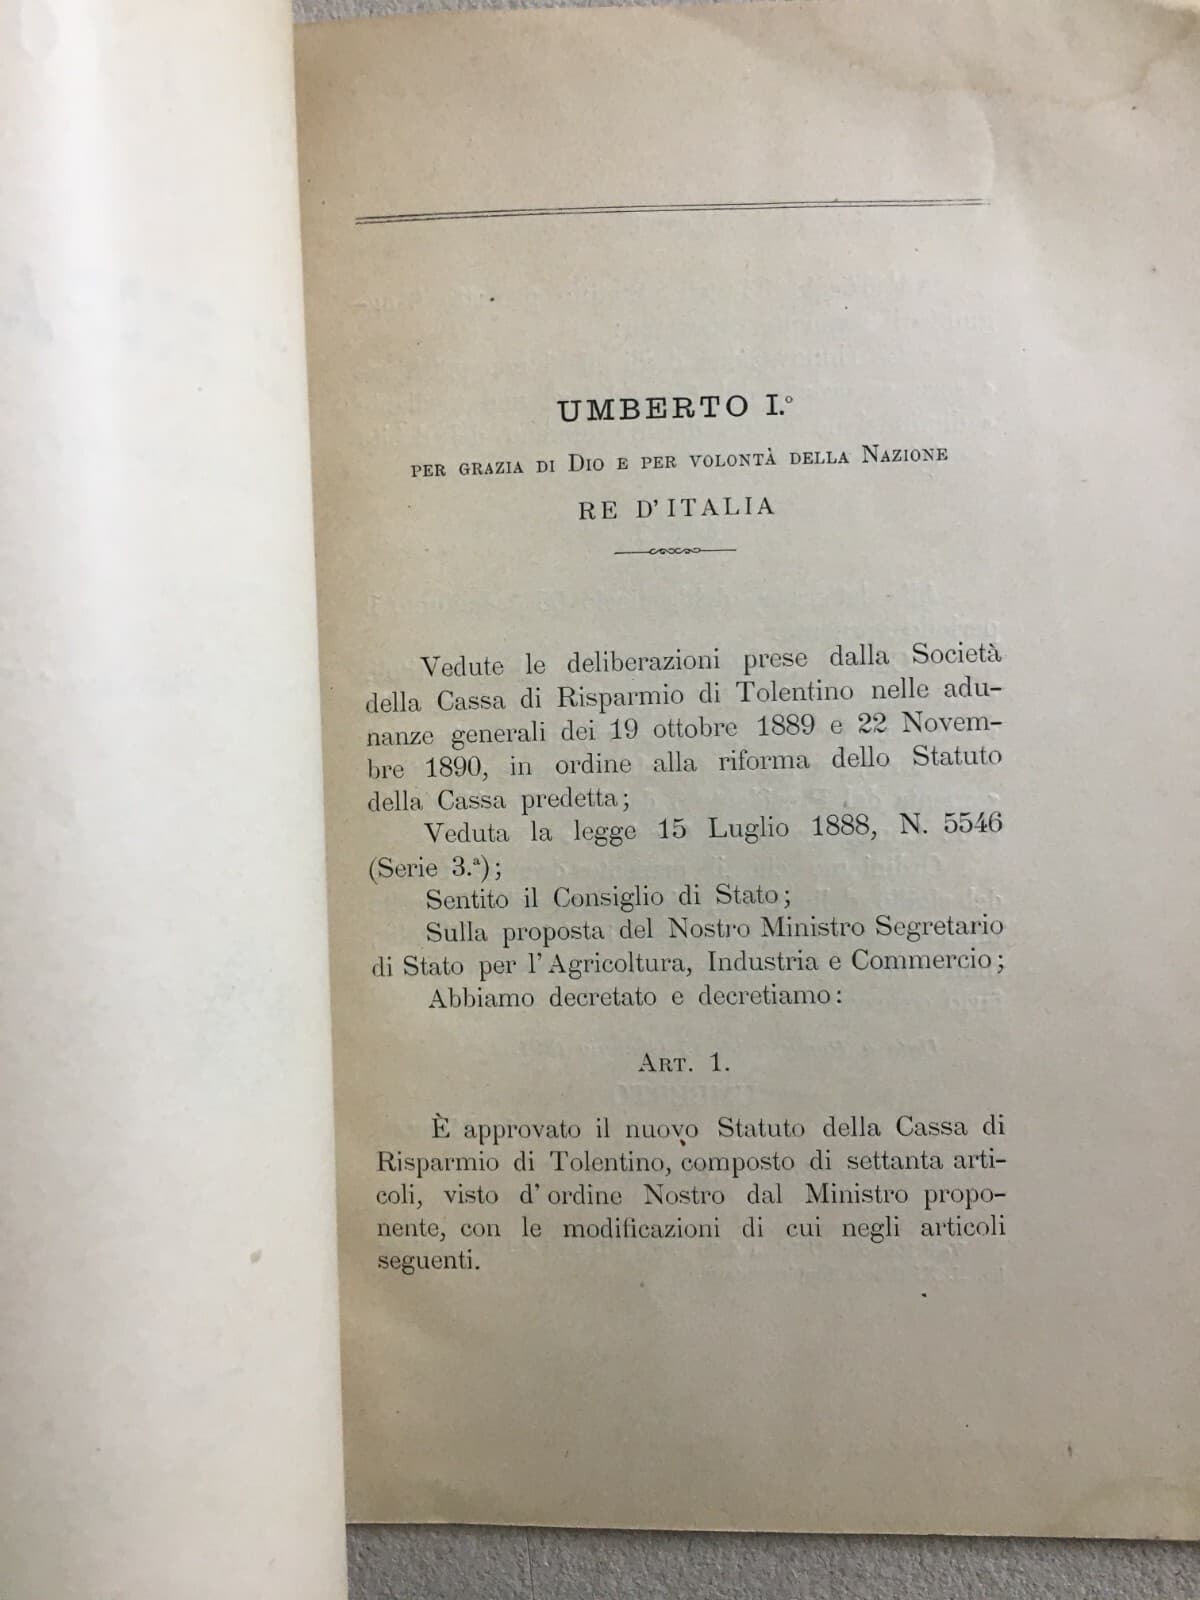 UMBERTO I.º
PER GRAZIA DI DIO E PER VOLONTÀ DELLA NAZIONE
RE D'ITALIA
Vedute le deliberazioni prese dalla Società
della Cassa di Risparmio di Tolentino nelle adu-
nanze generali dei 19 ottobre 1889 e 22 Novem-
bre 1890, in ordine alla riforma dello Statuto
della Cassa predetta;
Veduta la legge 15 Luglio 1888, N. 5546
(Serie 3.ª);
Sentito il Consiglio di Stato;
Sulla proposta del Nostro Ministro Segretario
di Stato per l'Agricoltura, Industria e Commercio;
Abbiamo decretato e decretiamo:
ART. 1.
È approvato il nuovo Statuto della Cassa di
Risparmio di Tolentino, composto di settanta arti-
coli, visto d'ordine Nostro dal Ministro propo-
nente, con le modificazioni di cui negli articoli
seguenti.